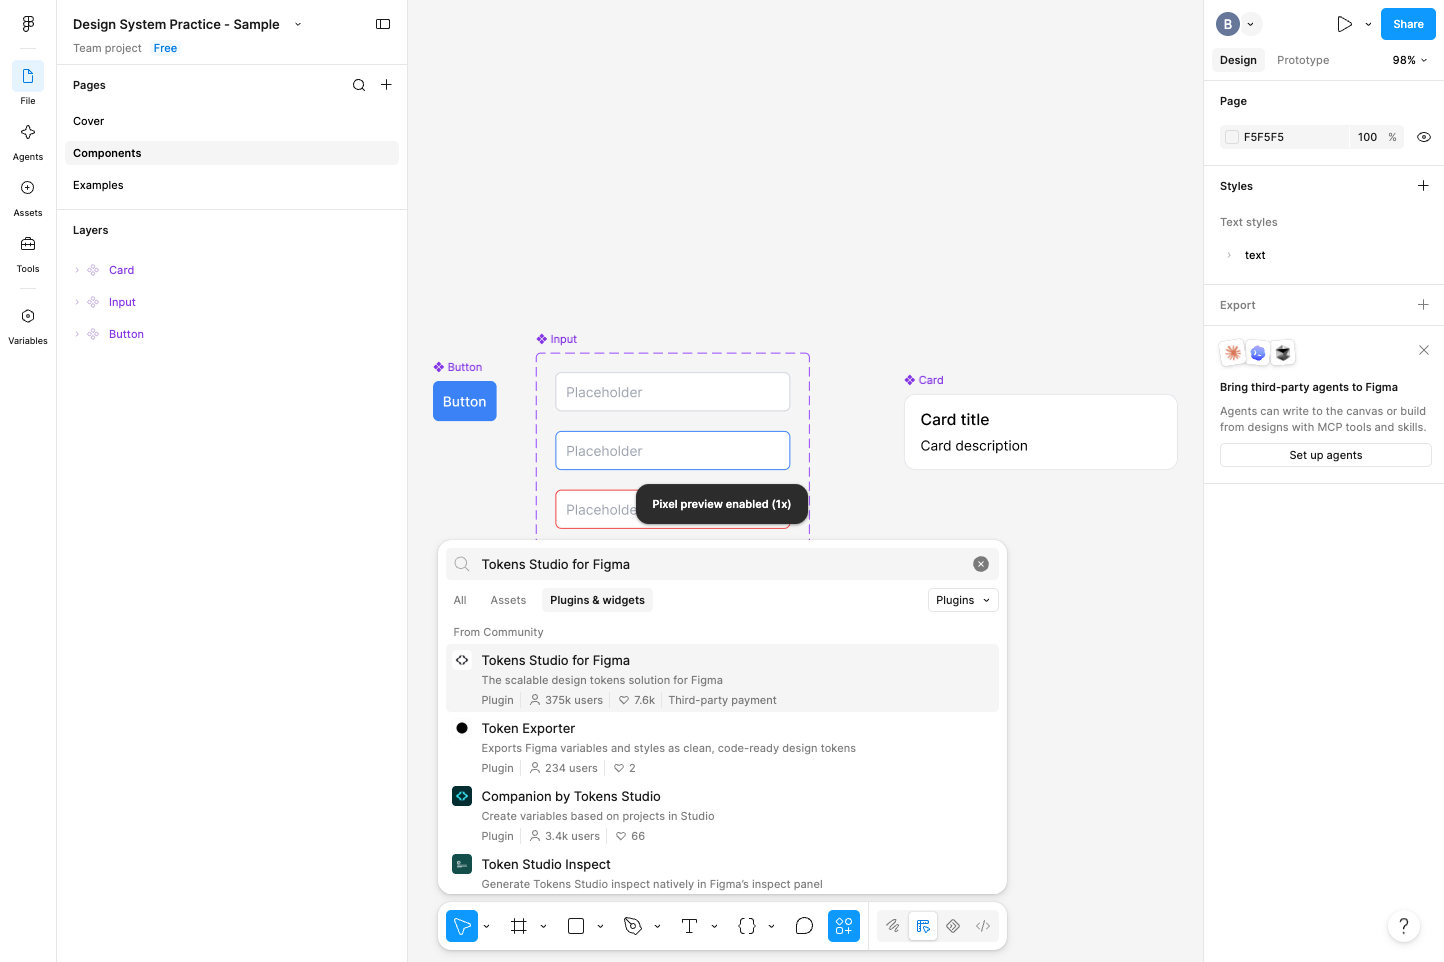 Design System Practice - Sample
Team project Free
File
Agents
Assets
Tools
Variables
Pages
Cover
Components
Examples
Layers
Card
Input
Button
Button
Button
Input
Placeholder
Placeholder
Placeholde
Pixel preview enabled (1x)
Card
Card title
Card description
Tokens Studio for Figma
All Assets Plugins & widgets Plugins
From Community
Tokens Studio for Figma
The scalable design tokens solution for Figma
Plugin 375k users 7.6k Third-party payment
Token Exporter
Exports Figma variables and styles as clean, code-ready design tokens
Plugin 234 users 2
Companion by Tokens Studio
Create variables based on projects in Studio
Plugin 3.4k users 66
Token Studio Inspect
Generate Tokens Studio inspect natively in Figma's inspect panel
B
Share
Design Prototype 98%
Page
F5F5F5 100 %
Styles
Text styles
text
Export
Bring third-party agents to Figma
Agents can write to the canvas or build
from designs with MCP tools and skills.
Set up agents
?